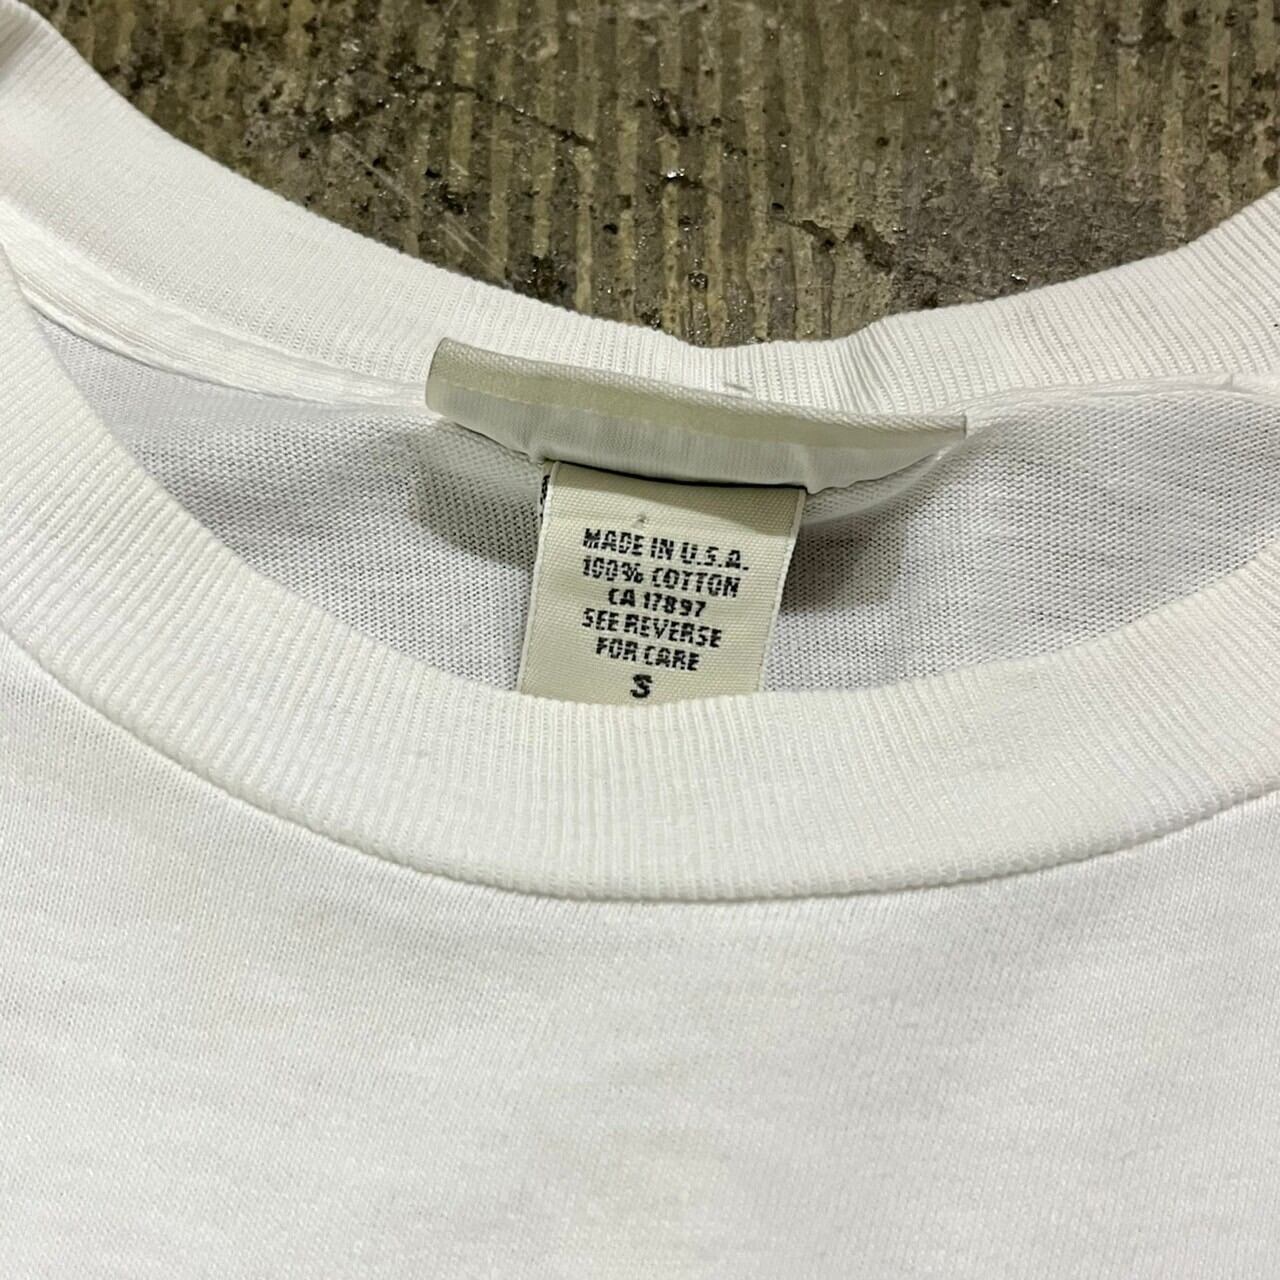 MADE IN U.S.A.
100% COTTON
CA 17897
SEE REVERSE
FOR CARE
S